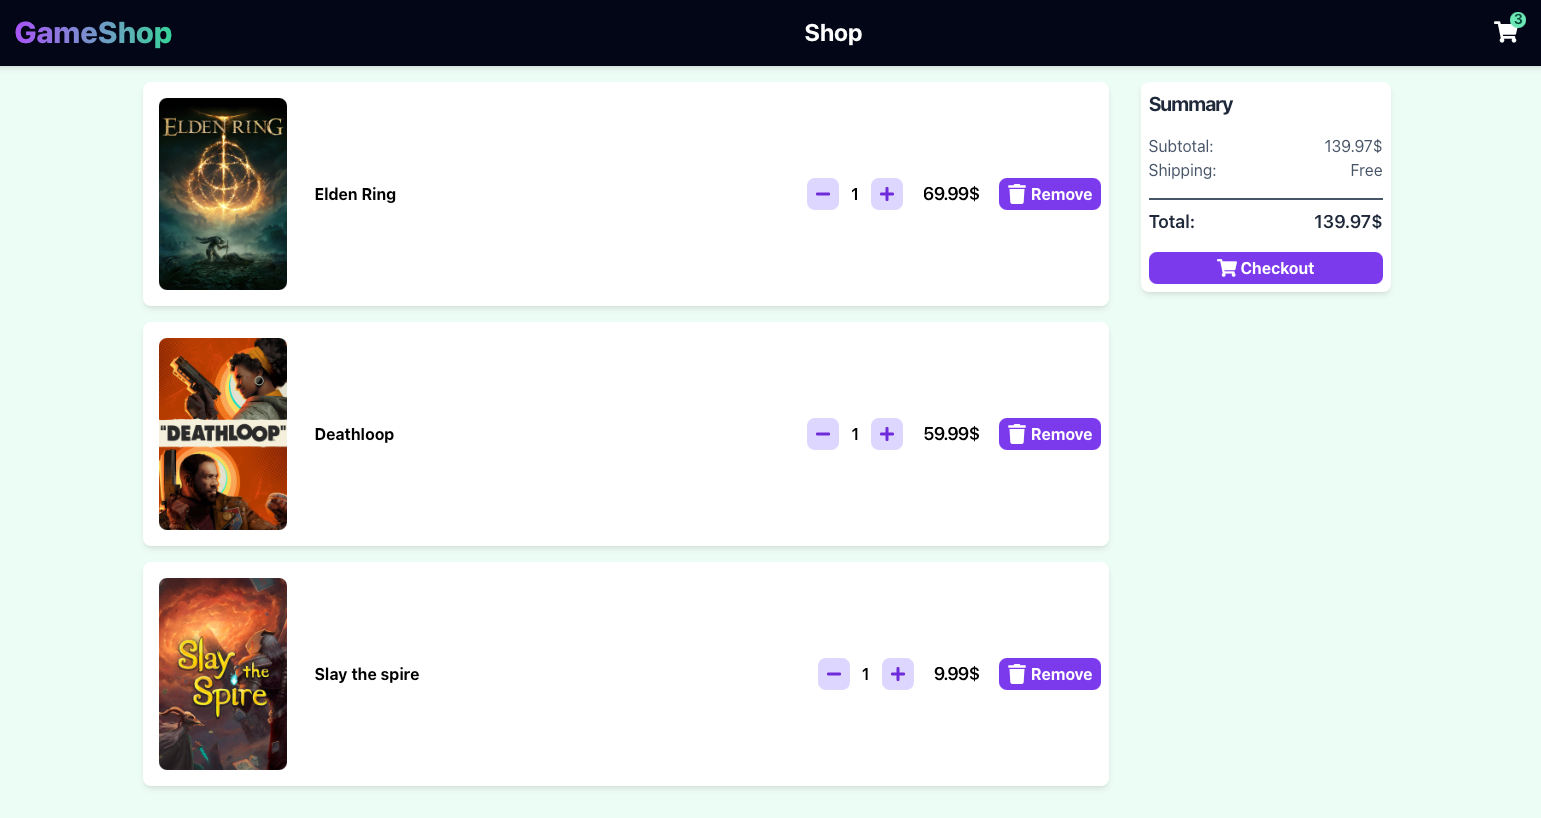 GameShop
Shop
3
ELDEN RING
Elden Ring
1
69.99$
Remove
"DEATHLOOP"
Deathloop
1
59.99$
Remove
Slay
the
Spire
Slay the spire
1
9.99$
Remove
Summary
Subtotal: 139.97$
Shipping: Free
Total: 139.97$
Checkout